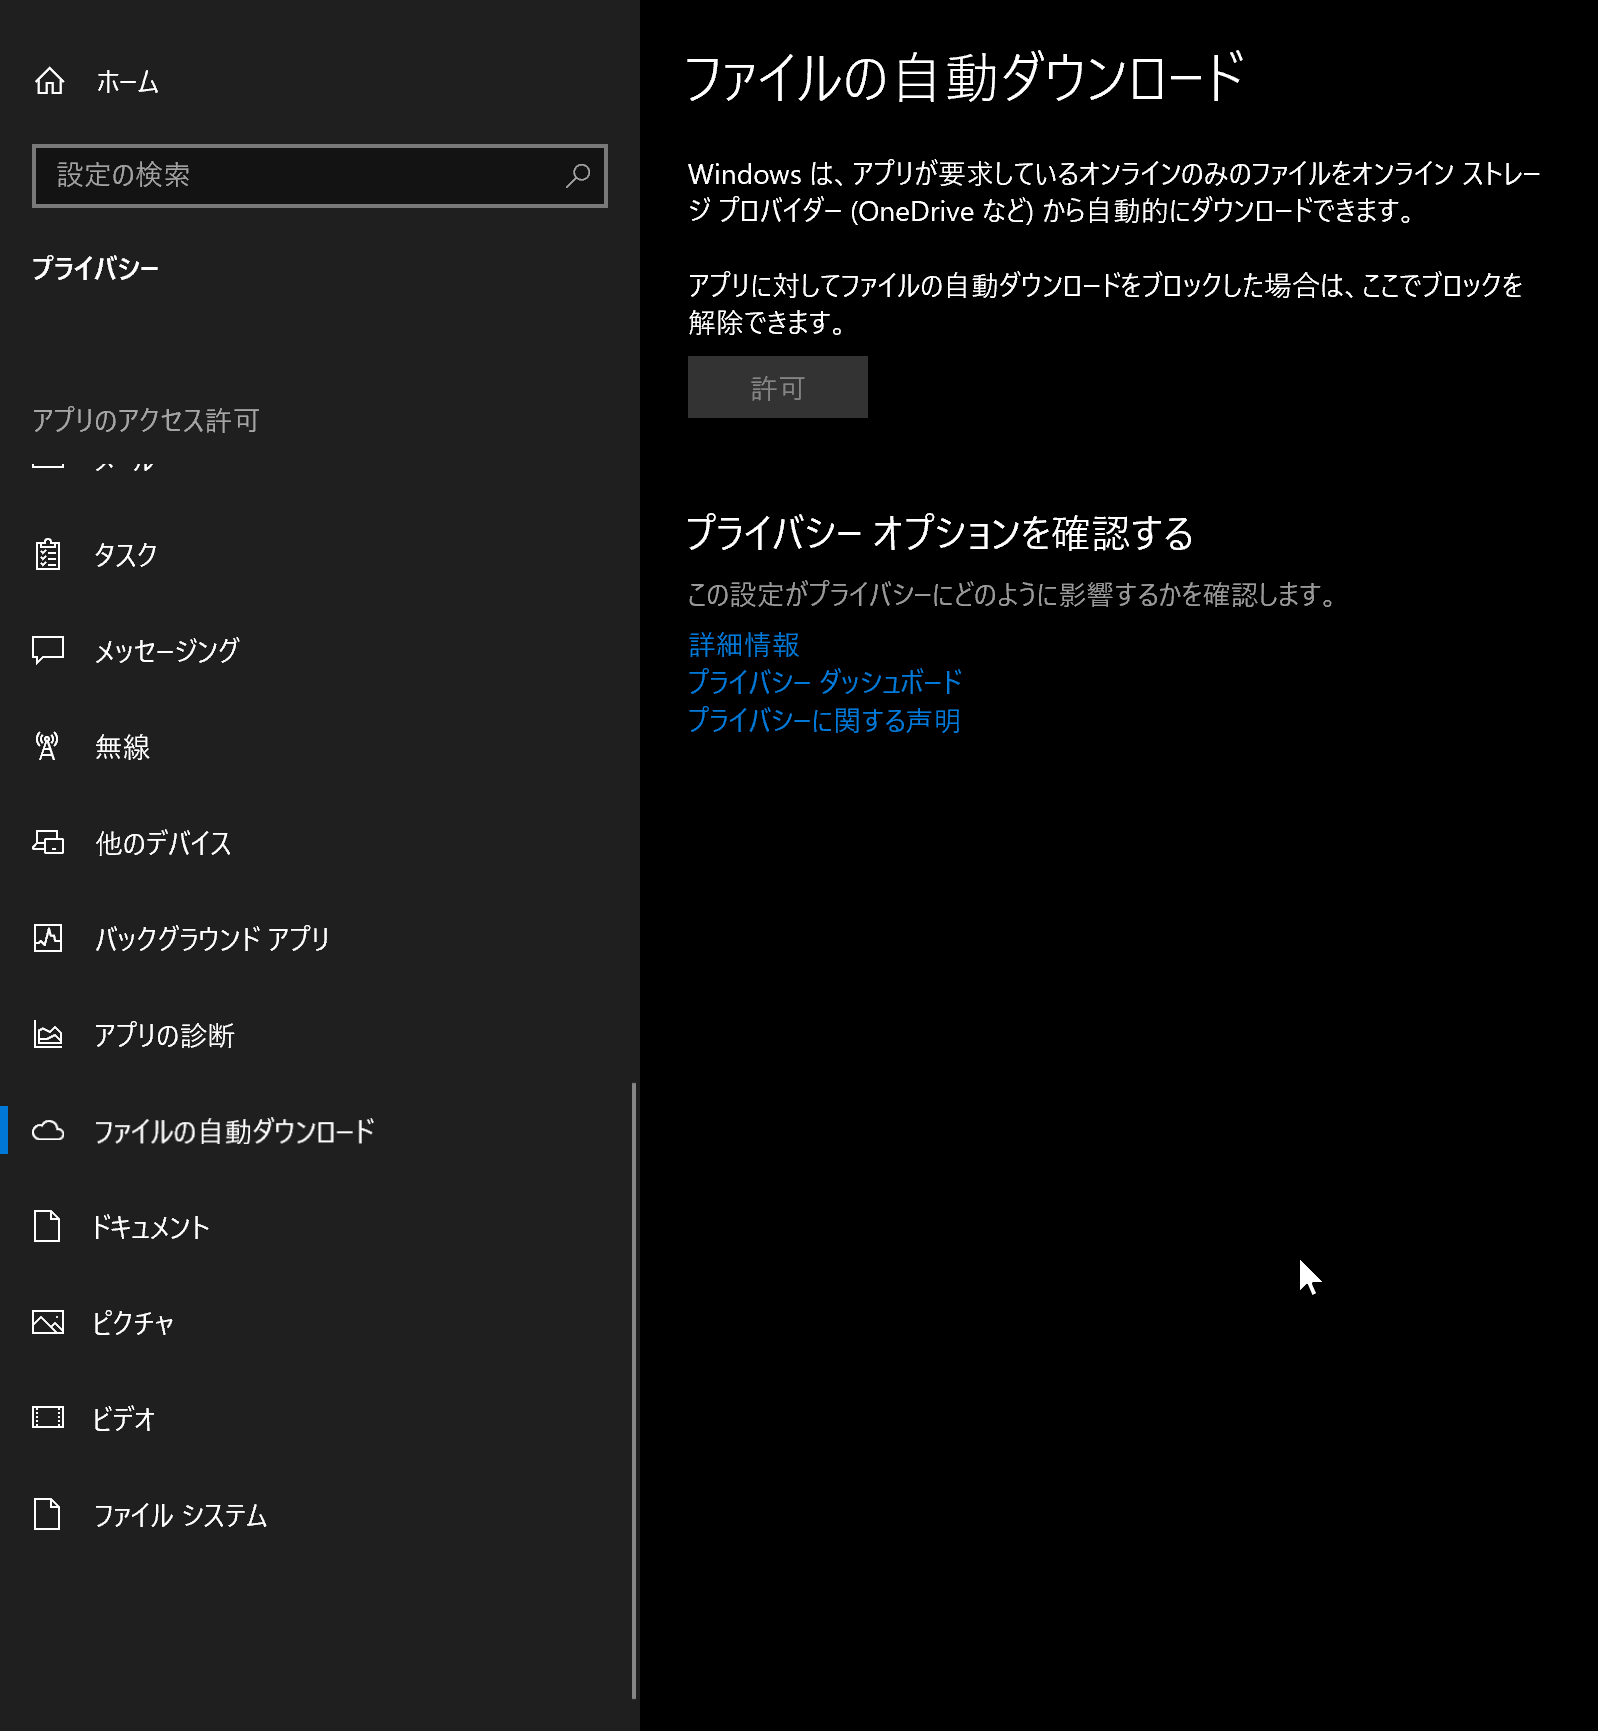 ホーム
設定の検索
プライバシー
アプリのアクセス許可
メール
タスク
メッセージング
無線
他のデバイス
バックグラウンド アプリ
アプリの診断
ファイルの自動ダウンロード
ドキュメント
ピクチャ
ビデオ
ファイル システム
ファイルの自動ダウンロード
Windows は、アプリが要求しているオンラインのみのファイルをオンライン ストレー
ジ プロバイダー (OneDrive など) から自動的にダウンロードできます。
アプリに対してファイルの自動ダウンロードをブロックした場合は、ここでブロックを
解除できます。
許可
プライバシー オプションを確認する
この設定がプライバシーにどのように影響するかを確認します。
詳細情報
プライバシー ダッシュボード
プライバシーに関する声明